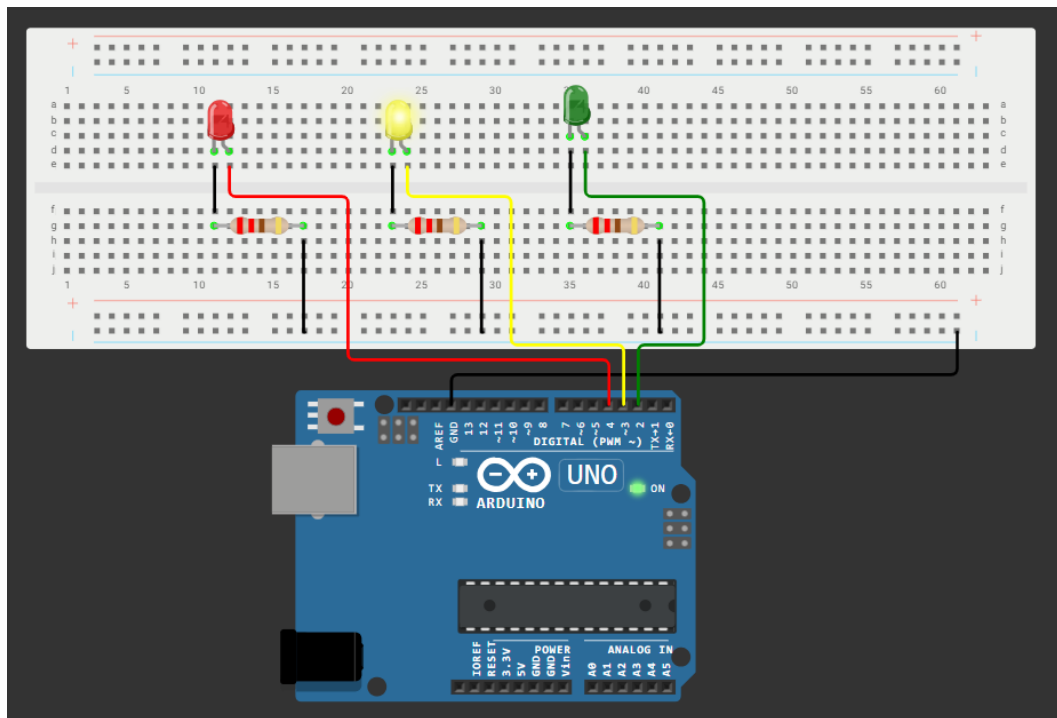 + +
| |
1 5 10 15 20 25 30 35 40 45 50 55 60
a a
b b
c c
d d
e e
f f
g g
h h
i i
j j
1 5 10 15 20 25 30 35 40 45 50 55 60
+ +
| |
AREF GND 13 12 ~11 ~10 ~9 8 7 ~6 ~5 4 ~3 2 TX→1 RX←0
DIGITAL (PWM ~)
L
TX
RX
ARDUINO
UNO
ON
POWER
IOREF RESET 3.3V 5V GND GND Vin
ANALOG IN
A0 A1 A2 A3 A4 A5